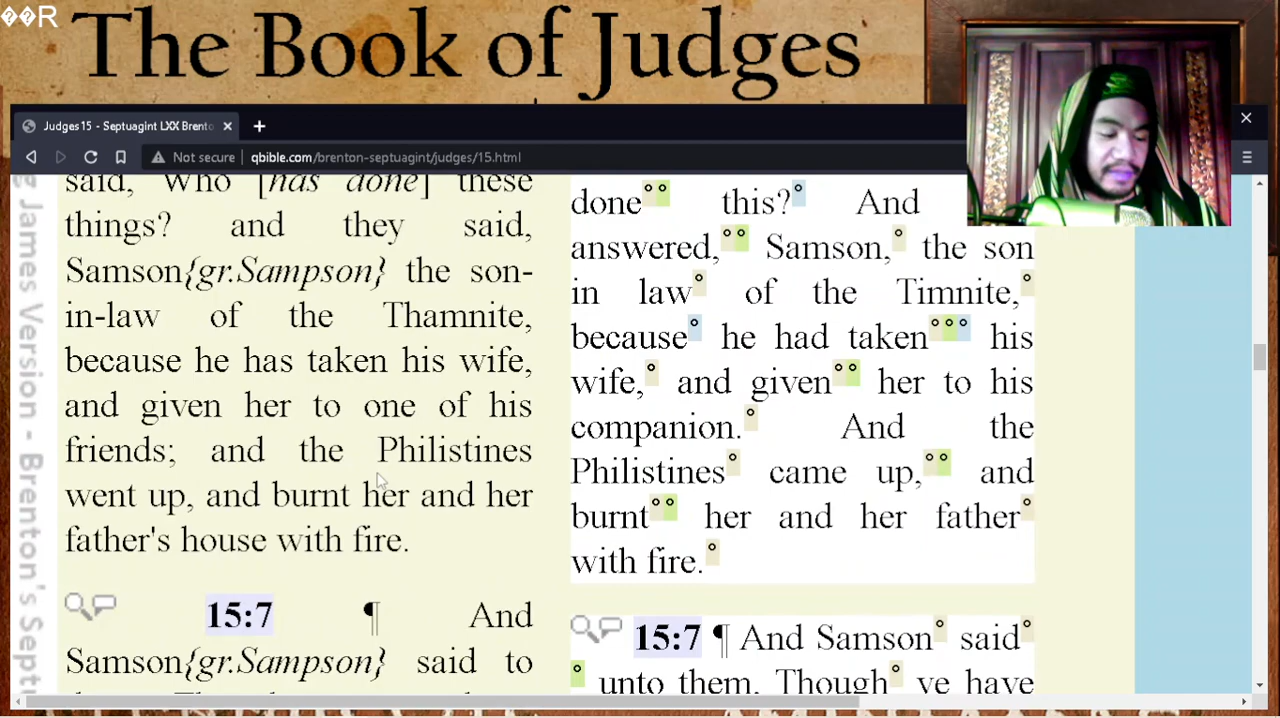 ��R
The Book of Judges
Judges 15 - Septuagint LXX Brento
Not secure
qbible.com/brenton-septuagint/judges/15.html
James Version - Brenton's Sept
said, Who [has done] these
things? and they said,
Samson{gr.Sampson} the son-
in-law of the Thamnite,
because he has taken his wife,
and given her to one of his
friends; and the Philistines
went up, and burnt her and her
father's house with fire.
15:7 ¶ And
Samson{gr.Sampson} said to
done°° this?° And
answered,°° Samson,° the son
in law° of the Timnite,°
because° he had taken°°° his
wife,° and given°° her to his
companion.° And the
Philistines° came up,°° and
burnt°° her and her father°
with fire.°
15:7 ¶ And Samson° said°
° unto them, Though° ye have